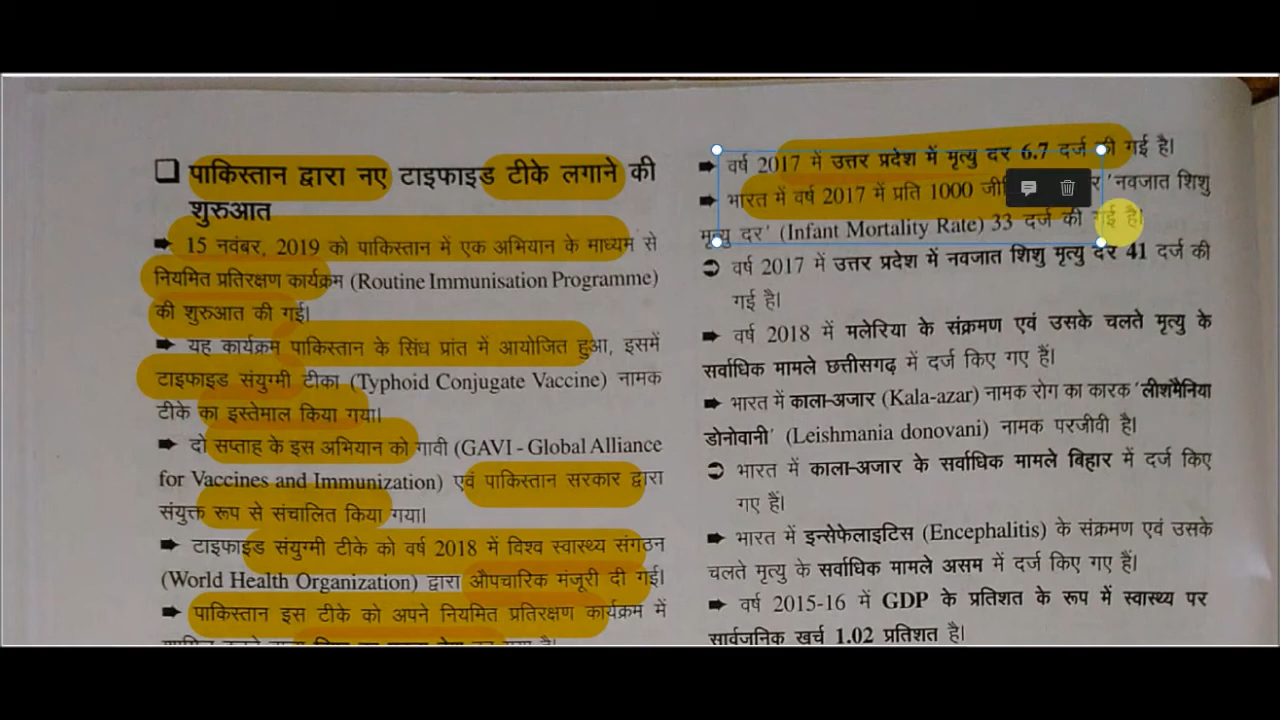 ❑ पाकिस्तान द्वारा नए टाइफाइड टीके लगाने की
शुरुआत
➡ 15 नवंबर, 2019 को पाकिस्तान में एक अभियान के माध्यम से
नियमित प्रतिरक्षण कार्यक्रम (Routine Immunisation Programme)
की शुरुआत की गई।
➡ यह कार्यक्रम पाकिस्तान के सिंध प्रांत में आयोजित हुआ, इसमें
टाइफाइड संयुग्मी टीका (Typhoid Conjugate Vaccine) नामक
टीके का इस्तेमाल किया गया।
➡ दो सप्ताह के इस अभियान को गावी (GAVI - Global Alliance
for Vaccines and Immunization) एवं पाकिस्तान सरकार द्वारा
संयुक्त रूप से संचालित किया गया।
➡ टाइफाइड संयुग्मी टीके को वर्ष 2018 में विश्व स्वास्थ्य संगठन
(World Health Organization) द्वारा औपचारिक मंजूरी दी गई।
➡ पाकिस्तान इस टीके को अपने नियमित प्रतिरक्षण कार्यक्रम में
➡ वर्ष 2017 में उत्तर प्रदेश में मृत्यु दर 6.7 दर्ज की गई है।
➡ भारत में वर्ष 2017 में प्रति 1000 'नवजात शिशु
मृत्यु दर' (Infant Mortality Rate) 33 दर्ज की गई है।
➲ वर्ष 2017 में उत्तर प्रदेश में नवजात शिशु मृत्यु दर 41 दर्ज की
गई है।
➡ वर्ष 2018 में मलेरिया के संक्रमण एवं उसके चलते मृत्यु के
सर्वाधिक मामले छत्तीसगढ़ में दर्ज किए गए हैं।
➡ भारत में काला-अजार (Kala-azar) नामक रोग का कारक 'लीशमैनिया
डोनोवानी' (Leishmania donovani) नामक परजीवी है।
➲ भारत में काला-अजार के सर्वाधिक मामले बिहार में दर्ज किए
गए हैं।
➡ भारत में इन्सेफेलाइटिस (Encephalitis) के संक्रमण एवं उसके
चलते मृत्यु के सर्वाधिक मामले असम में दर्ज किए गए हैं।
➡ वर्ष 2015-16 में GDP के प्रतिशत के रूप में स्वास्थ्य पर
सार्वजनिक खर्च 1.02 प्रतिशत है।